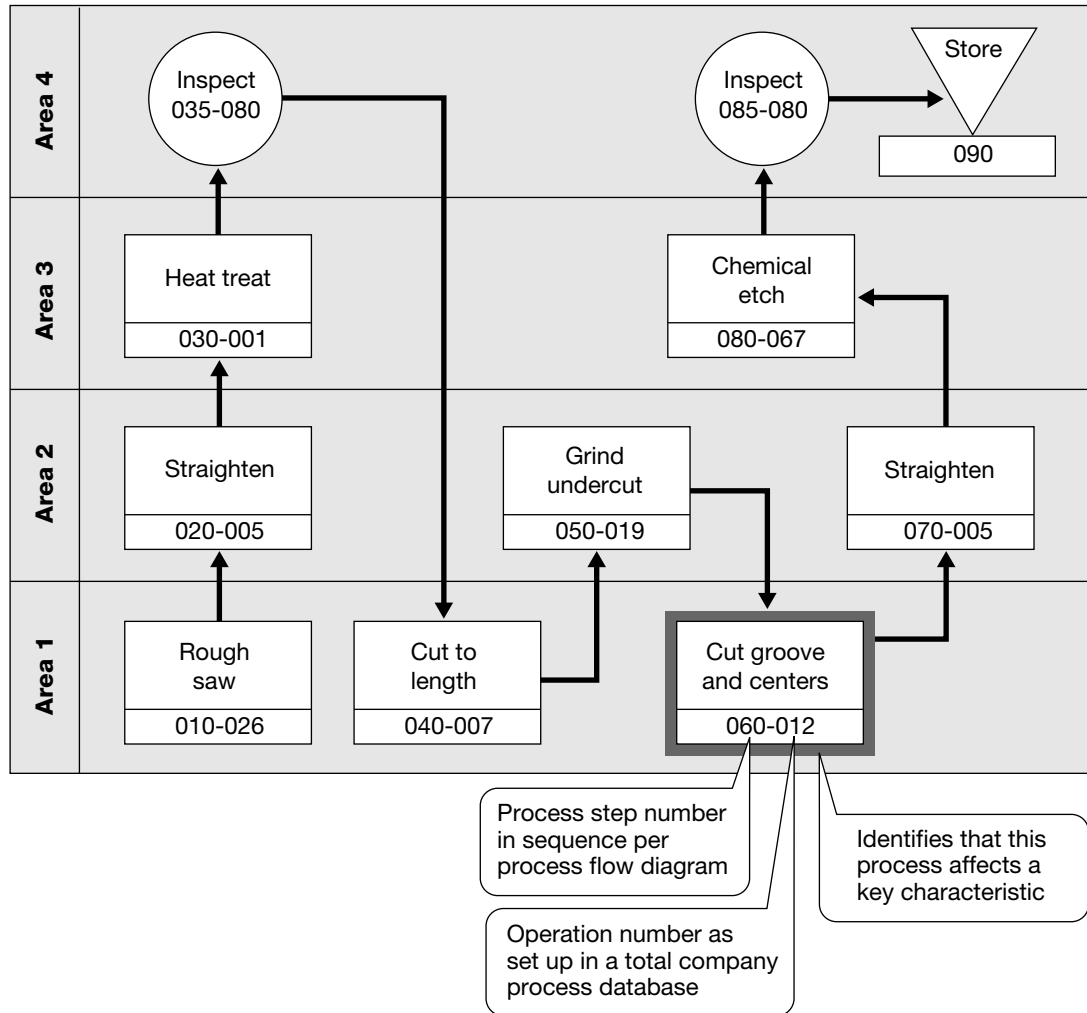 Area 4
Inspect
035-080
Inspect
085-080
Store
090
Area 3
Heat treat
030-001
Chemical
etch
080-067
Area 2
Straighten
020-005
Grind
undercut
050-019
Straighten
070-005
Area 1
Rough
saw
010-026
Cut to
length
040-007
Cut groove
and centers
060-012
Process step number
in sequence per
process flow diagram
Identifies that this
process affects a
key characteristic
Operation number as
set up in a total company
process database